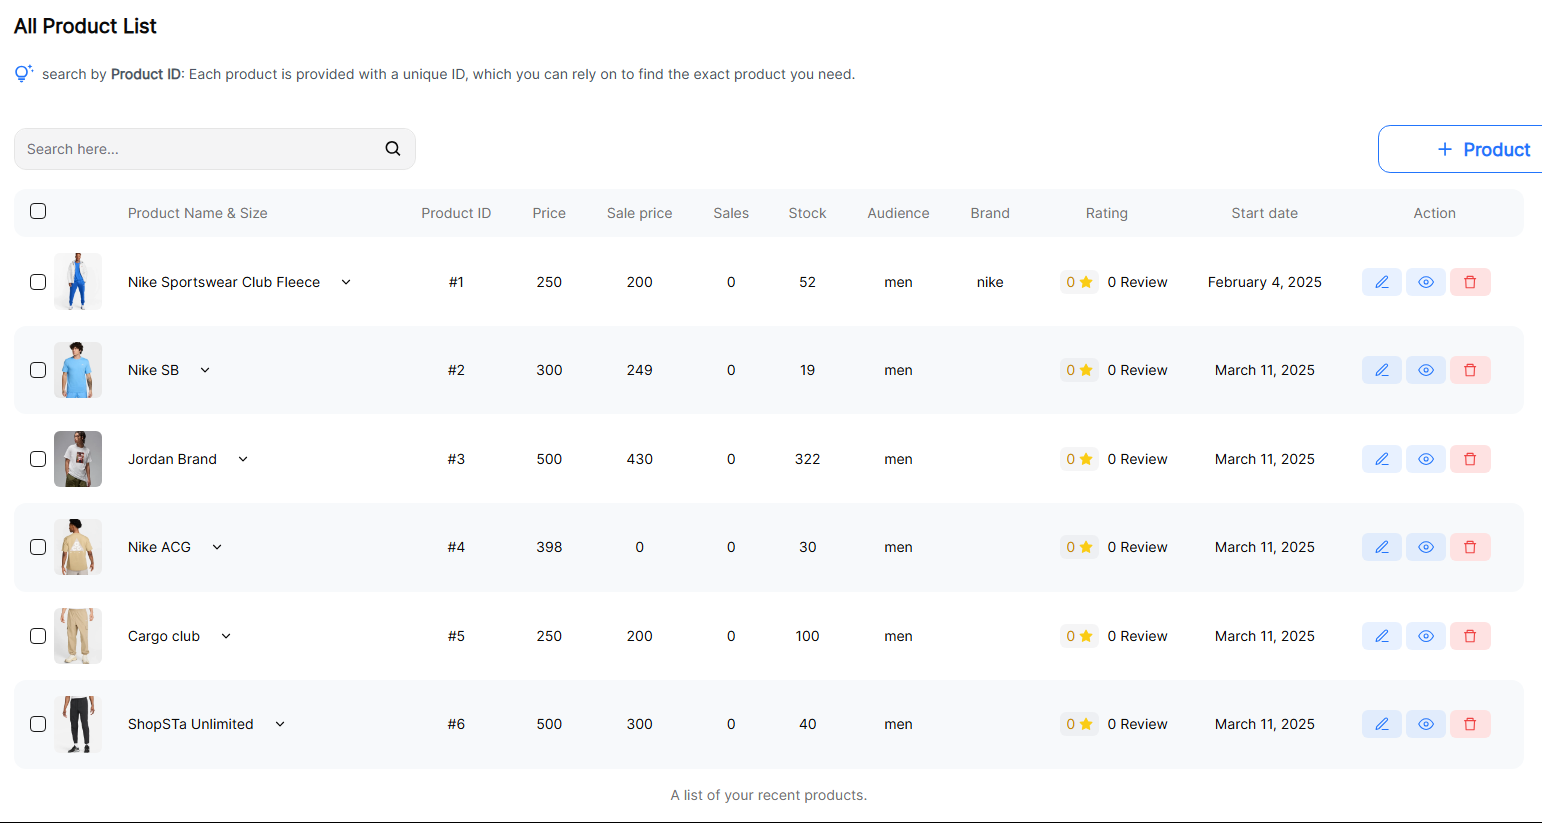 All Product List
search by Product ID: Each product is provided with a unique ID, which you can rely on to find the exact product you need.
Search here...
+ Product
Product Name & Size Product ID Price Sale price Sales Stock Audience Brand Rating Start date Action
Nike Sportswear Club Fleece #1 250 200 0 52 men nike 0 0 Review February 4, 2025
Nike SB #2 300 249 0 19 men 0 0 Review March 11, 2025
Jordan Brand #3 500 430 0 322 men 0 0 Review March 11, 2025
Nike ACG #4 398 0 0 30 men 0 0 Review March 11, 2025
Cargo club #5 250 200 0 100 men 0 0 Review March 11, 2025
ShopSTa Unlimited #6 500 300 0 40 men 0 0 Review March 11, 2025
A list of your recent products.